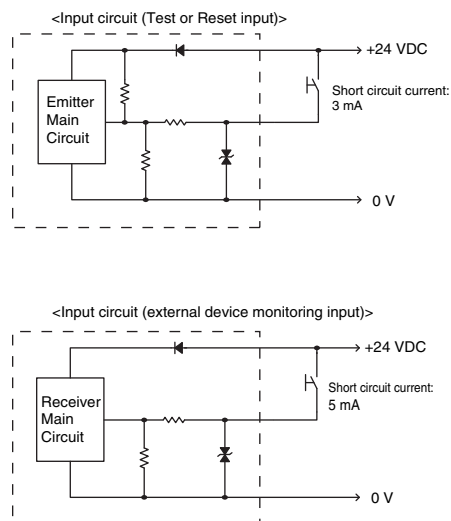 <Input circuit (Test or Reset input)>
+24 VDC
Short circuit current:
3 mA
Emitter
Main
Circuit
0 V
<Input circuit (external device monitoring input)>
+24 VDC
Short circuit current:
5 mA
Receiver
Main
Circuit
0 V